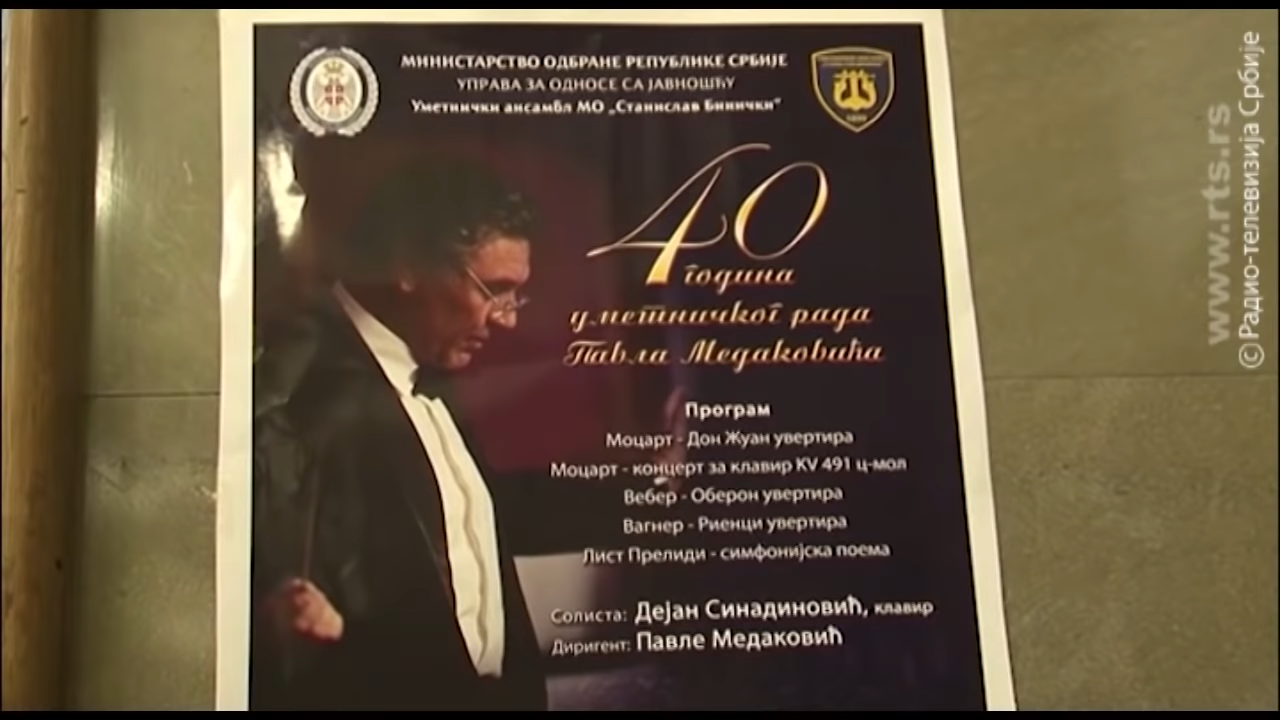 МИНИСТАРСТВО ОДБРАНЕ РЕПУБЛИКЕ СРБИЈЕ
УПРАВА ЗА ОДНОСЕ СА ЈАВНОШЋУ
Уметнички ансамбл МО „Станислав Бинички“
40
година
уметничког рада
Павла Медаковића
Програм
Моцарт - Дон Жуан увертира
Моцарт - концерт за клавир KV 491 ц-мол
Вебер - Оберон увертира
Вагнер - Риенци увертира
Лист Прелиди - симфонијска поема
Солиста: Дејан Синадиновић, клавир
Диригент: Павле Медаковић
www.rts.rs
© Радио-телевизија Србије